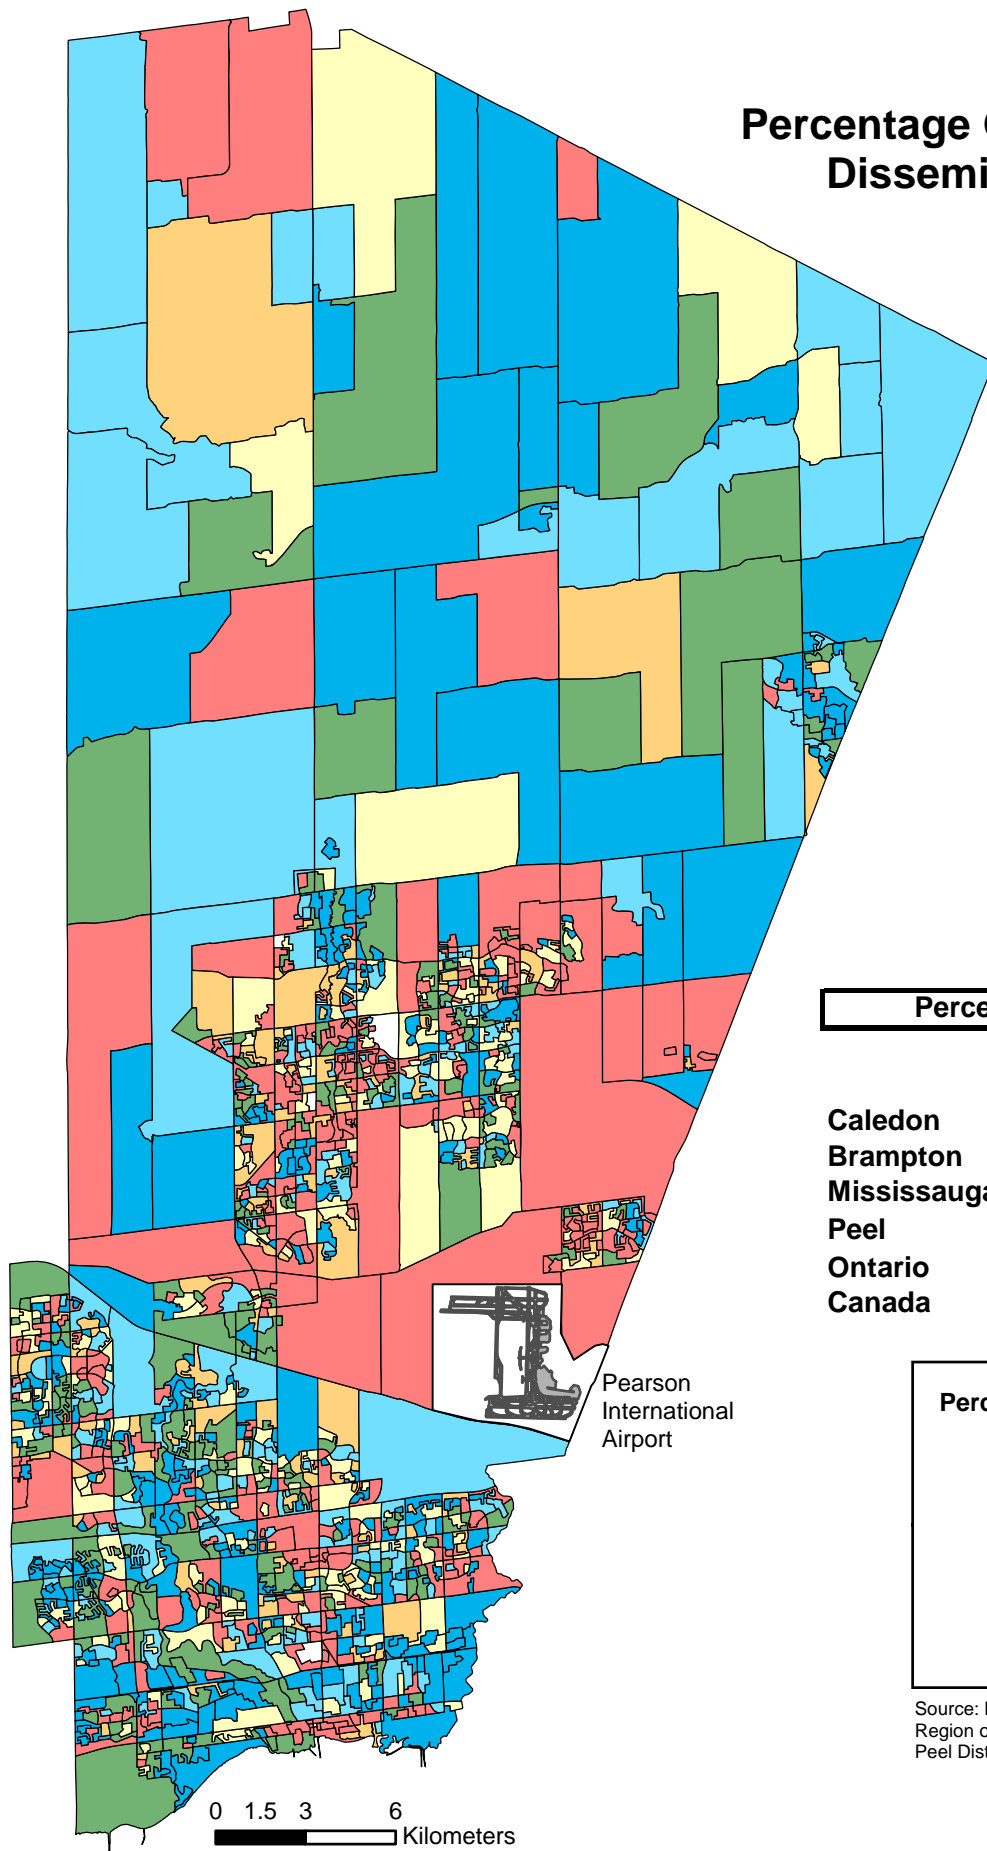 Percentage
Dissemi
Perce
Caledon
Brampton
Mississauga
Peel
Ontario
Canada
Pearson
International
Airport
Perc
Source:
Region o
Peel Dist
0 1.5 3 6
Kilometers